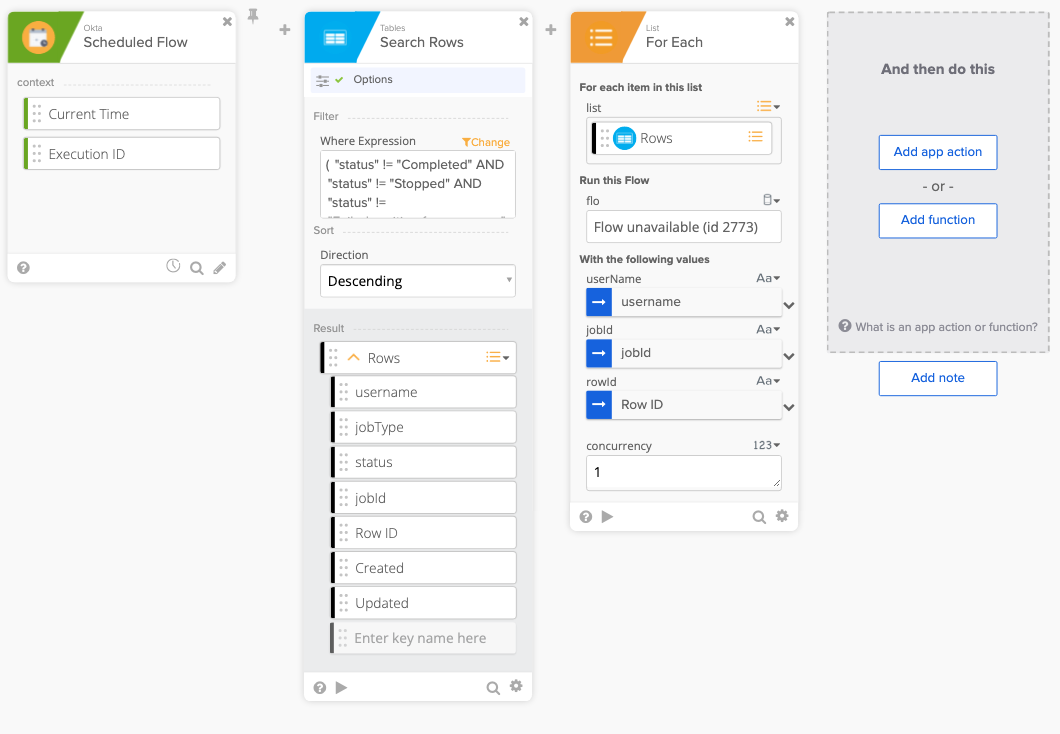 Okta
Scheduled Flow
context
Current Time
Execution ID
Tables
Search Rows
Options
Filter
Where Expression
Change
( "status" != "Completed" AND
"status" != "Stopped" AND
"status" !=
Sort
Direction
Descending
Result
Rows
username
jobType
status
jobId
Row ID
Created
Updated
Enter key name here
List
For Each
For each item in this list
list
Rows
Run this Flow
flo
Flow unavailable (id 2773)
With the following values
userName
Aa
username
jobId
Aa
jobId
rowId
Aa
Row ID
concurrency
123
1
And then do this
Add app action
- or -
Add function
What is an app action or function?
Add note